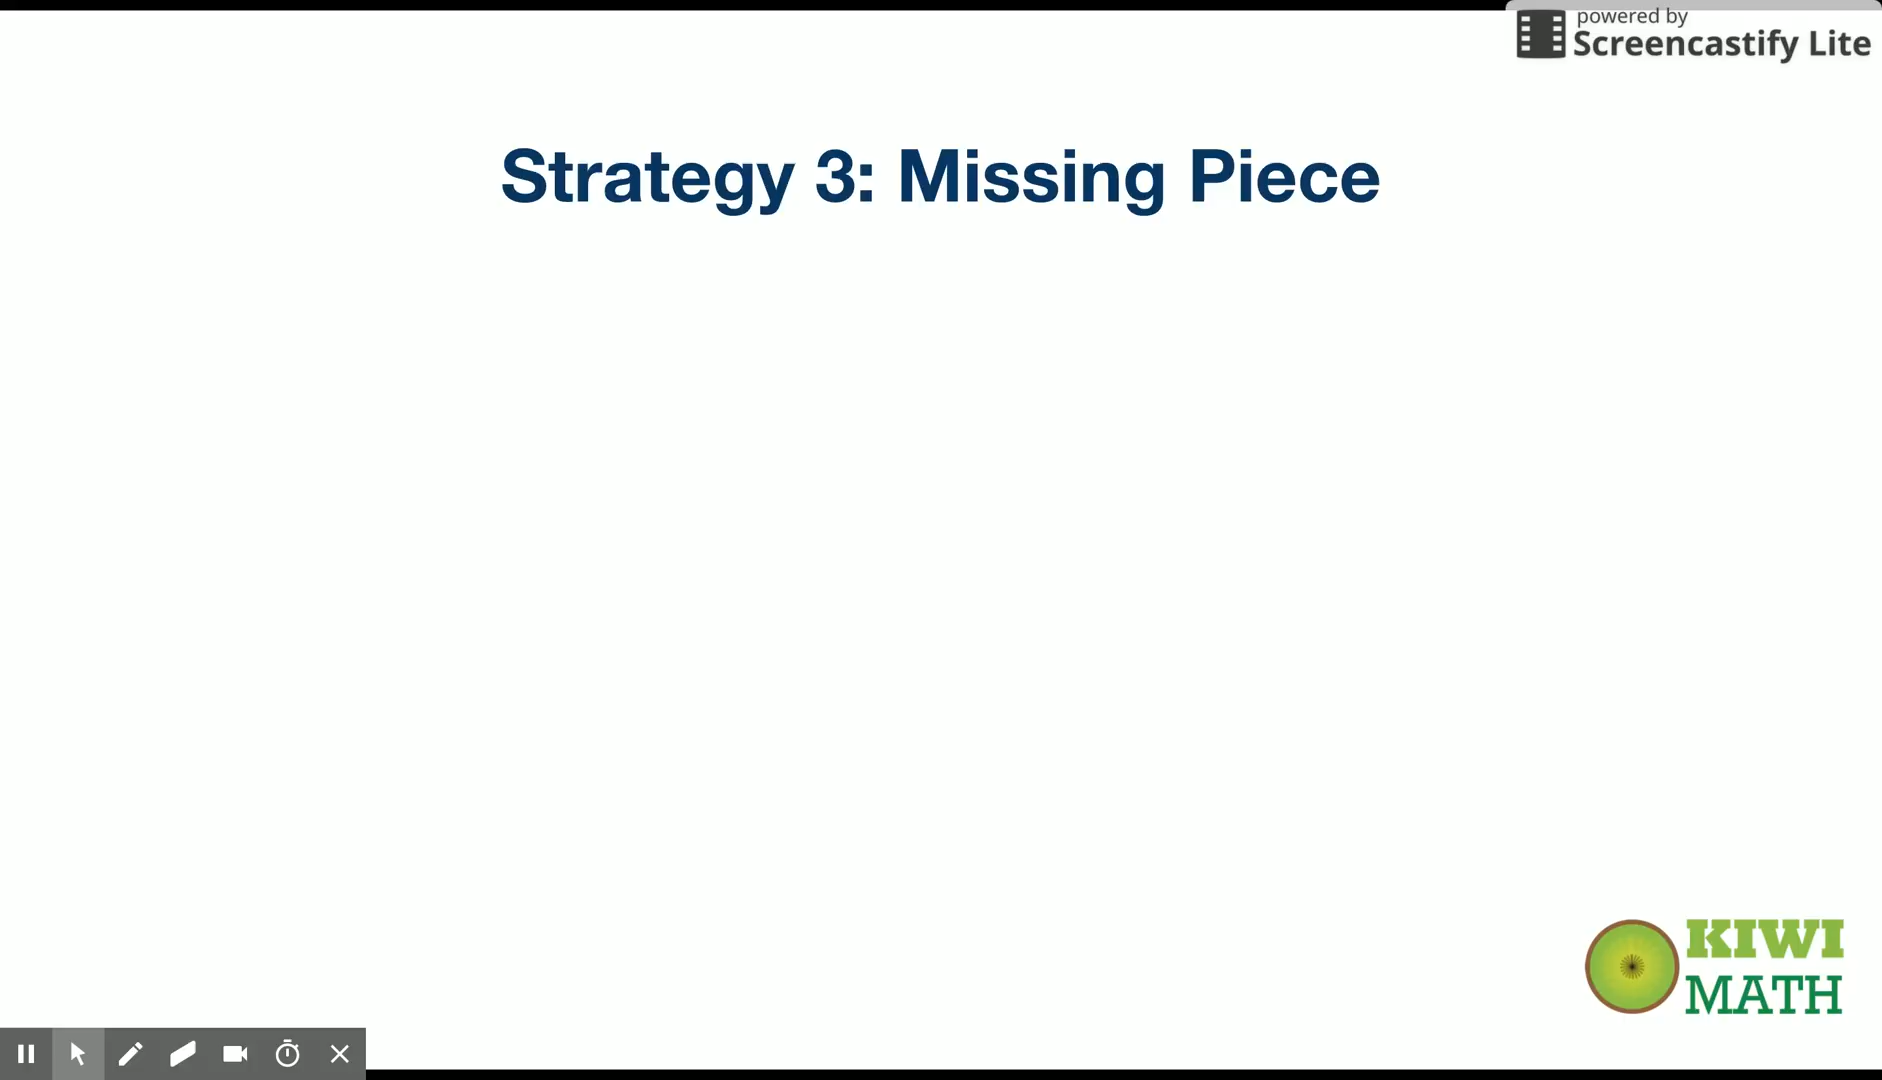 powered by
Screencastify Lite
Strategy 3: Missing Piece
KIWI
MATH